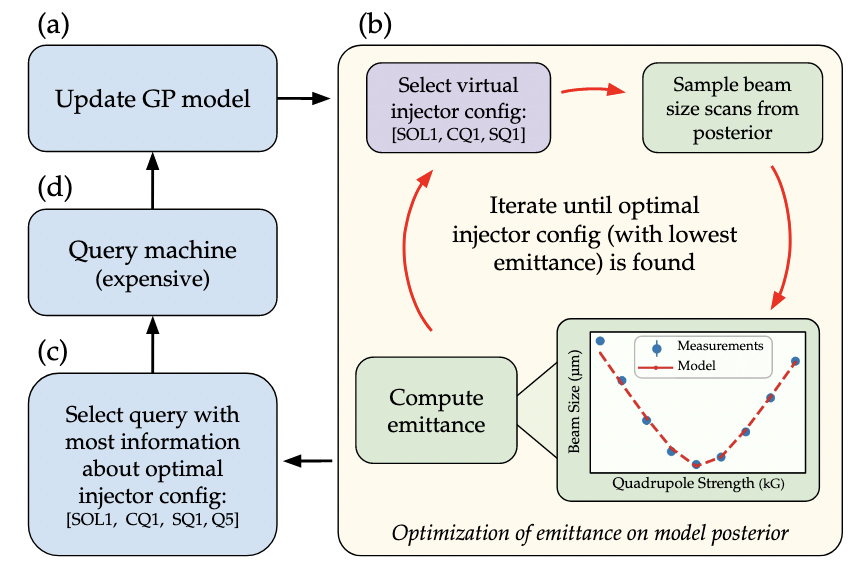 (a)
Update GP model
(b)
Select virtual
injector config:
[SOL1, CQ1, SQ1]
Sample beam
size scans from
posterior
Iterate until optimal
injector config (with lowest
emittance) is found
Compute
emittance
Measurements
Model
Beam Size (μm)
Quadrupole Strength (kG)
Optimization of emittance on model posterior
(c)
Select query with
most information
about optimal
injector config:
[SOL1, CQ1, SQ1, Q5]
(d)
Query machine
(expensive)